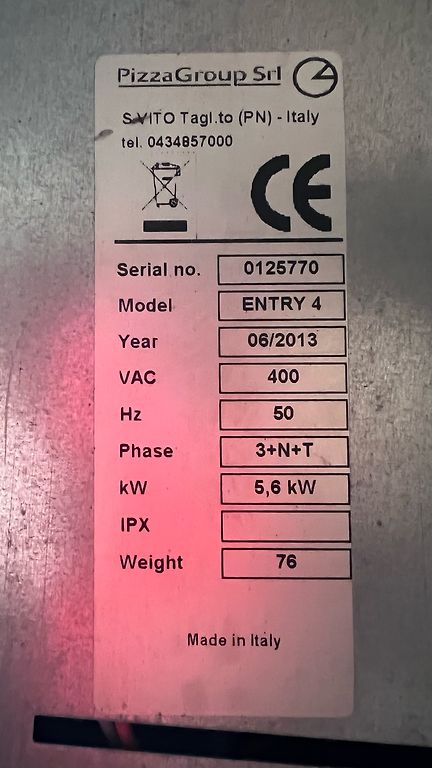 PizzaGroup Srl
S.VITO Tagl.to (PN) - Italy
tel. 0434857000
CE
Serial no. 0125770
Model ENTRY 4
Year 06/2013
VAC 400
Hz 50
Phase 3+N+T
kW 5,6 kW
IPX
Weight 76
Made in Italy